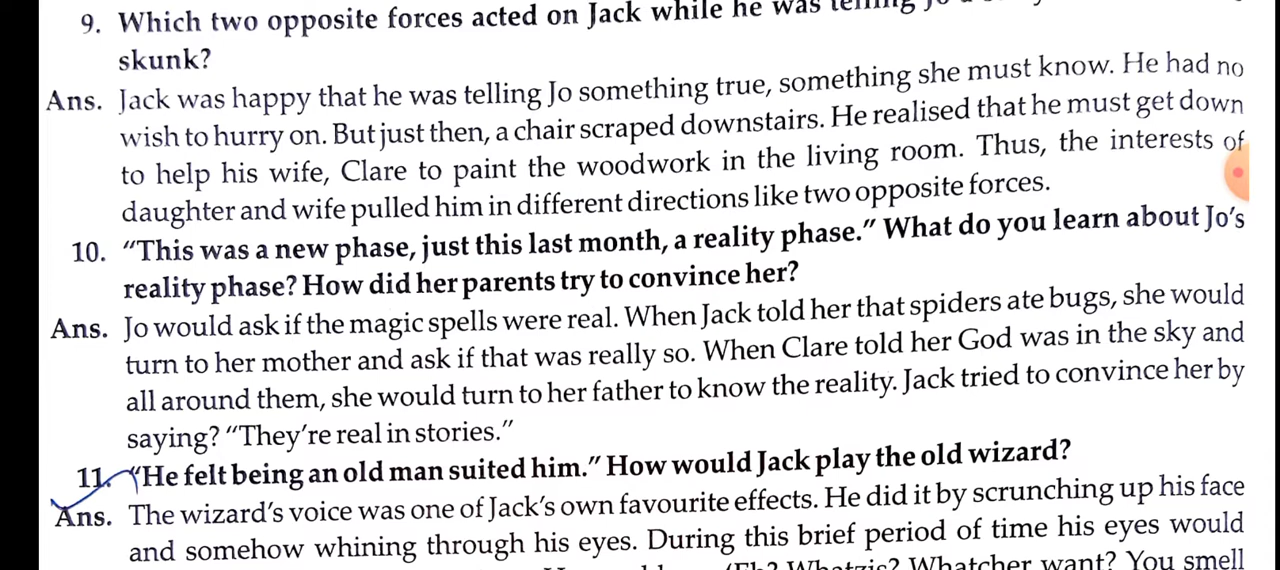 9. Which two opposite forces acted on Jack while he was telling Jo
skunk?
Ans. Jack was happy that he was telling Jo something true, something she must know. He had no
wish to hurry on. But just then, a chair scraped downstairs. He realised that he must get down
to help his wife, Clare to paint the woodwork in the living room. Thus, the interests of
daughter and wife pulled him in different directions like two opposite forces.
10. “This was a new phase, just this last month, a reality phase.” What do you learn about Jo’s
reality phase? How did her parents try to convince her?
Ans. Jo would ask if the magic spells were real. When Jack told her that spiders ate bugs, she would
turn to her mother and ask if that was really so. When Clare told her God was in the sky and
all around them, she would turn to her father to know the reality. Jack tried to convince her by
saying? “They’re real in stories.”
11. “He felt being an old man suited him.” How would Jack play the old wizard?
Ans. The wizard’s voice was one of Jack’s own favourite effects. He did it by scrunching up his face
and somehow whining through his eyes. During this brief period of time his eyes would
‘Eh? Whatzis? Whatcher want? You smell